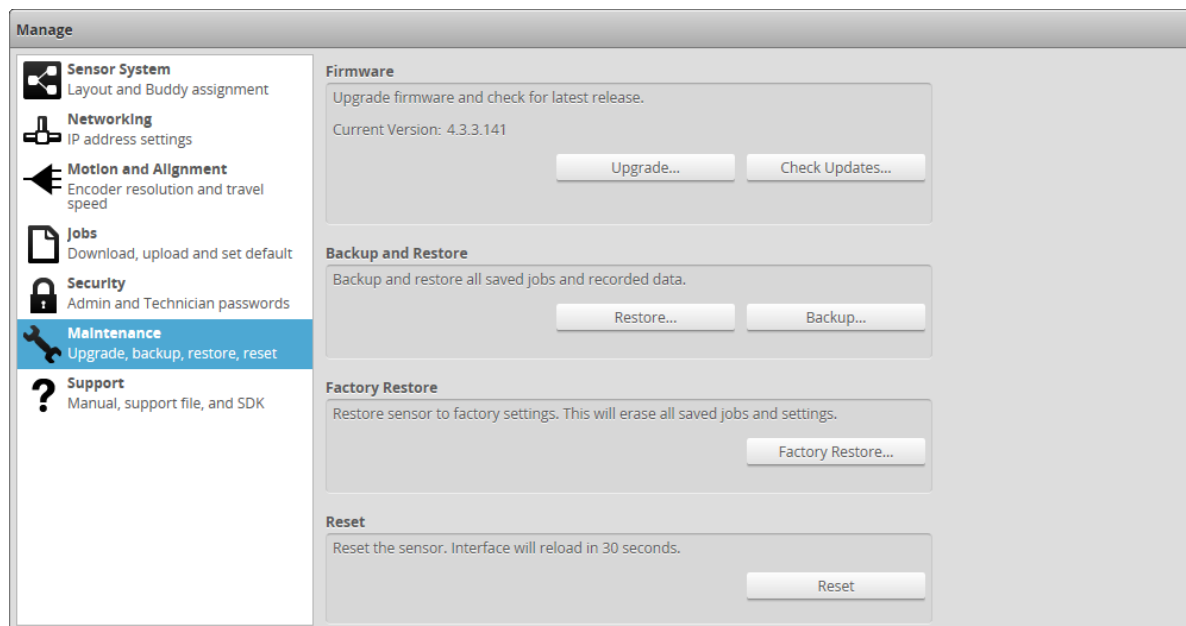 Manage
Sensor System
Layout and Buddy assignment
Networking
IP address settings
Motion and Alignment
Encoder resolution and travel
speed
Jobs
Download, upload and set default
Security
Admin and Technician passwords
Maintenance
Upgrade, backup, restore, reset
Support
Manual, support file, and SDK
Firmware
Upgrade firmware and check for latest release.
Current Version: 4.3.3.141
Upgrade...
Check Updates...
Backup and Restore
Backup and restore all saved jobs and recorded data.
Restore...
Backup...
Factory Restore
Restore sensor to factory settings. This will erase all saved jobs and settings.
Factory Restore...
Reset
Reset the sensor. Interface will reload in 30 seconds.
Reset